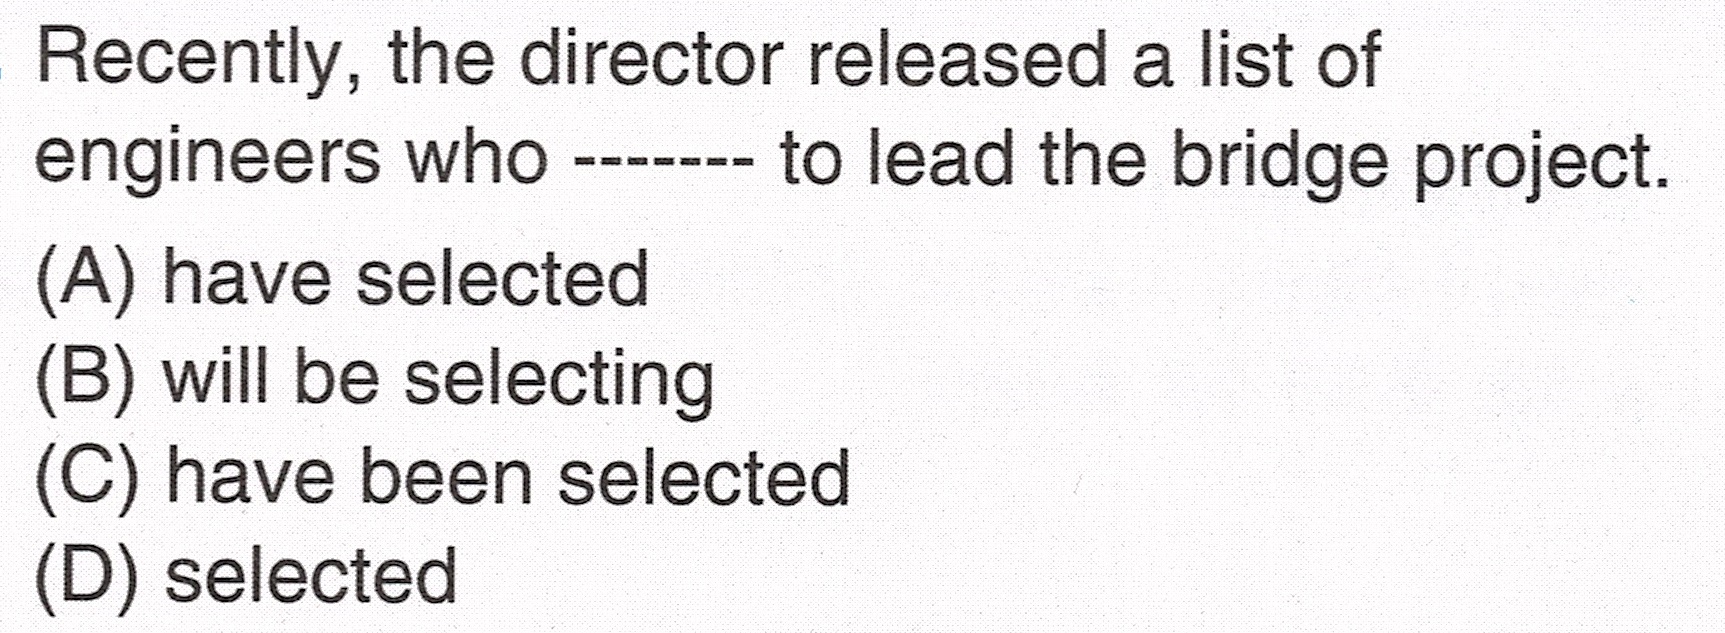 Recently, the director released a list of
engineers who ------- to lead the bridge project.
(A) have selected
(B) will be selecting
(C) have been selected
(D) selected